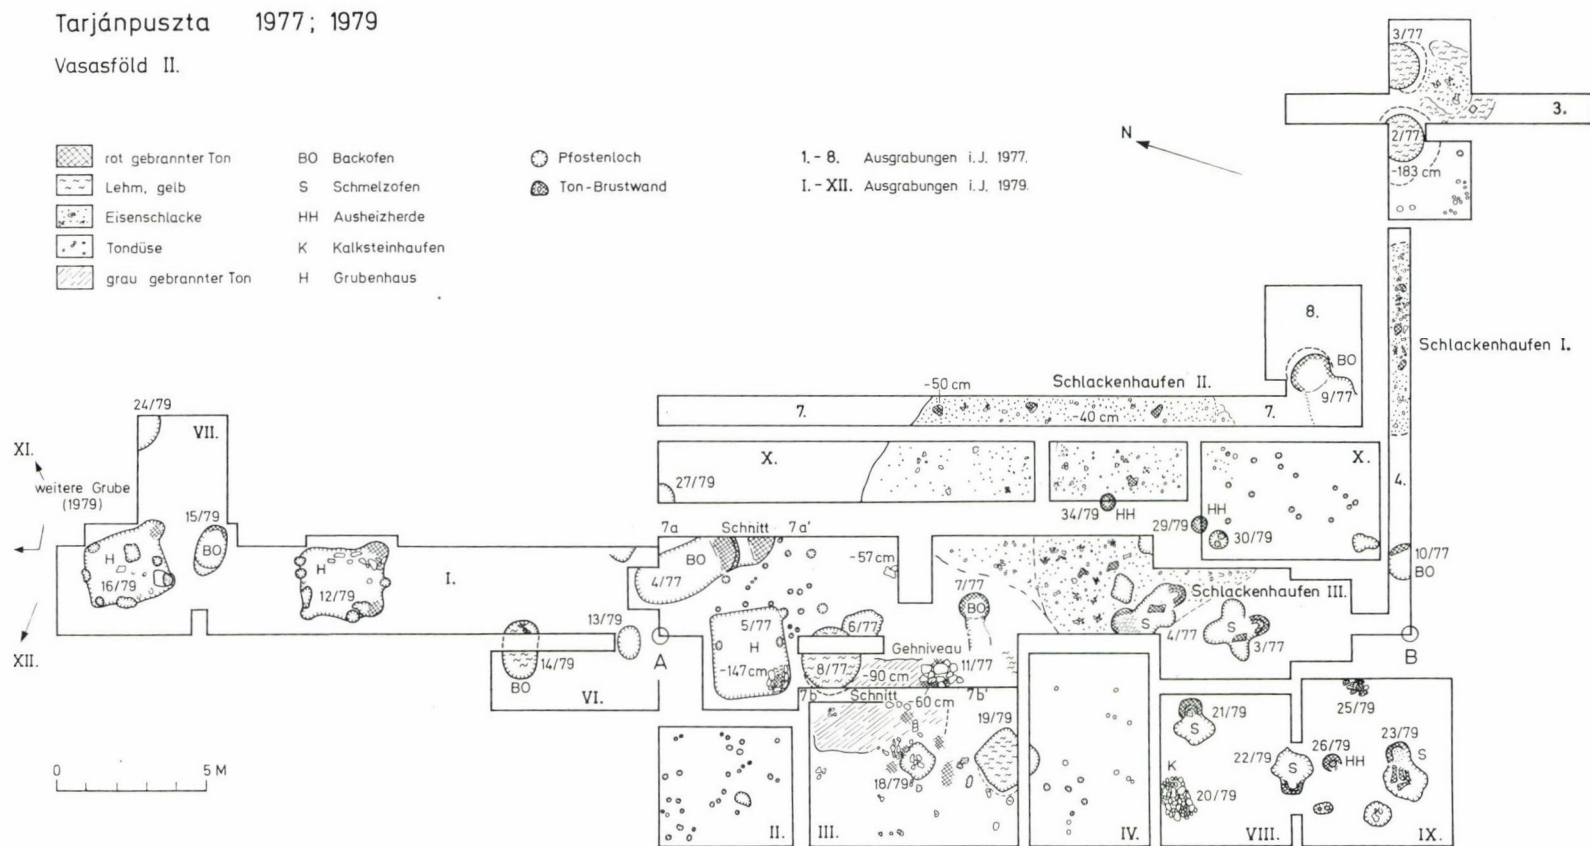 Tarjánpuszta 1977; 1979
Vasasföld II.
rot gebrannter Ton
Lehm, gelb
Eisenschlacke
Tondüse
grau gebrannter Ton
BO Backofen
S Schmelzofen
HH Ausheizherde
K Kalksteinhaufen
H Grubenhaus
Pfostenloch
Ton-Brustwand
1.-8. Ausgrabungen i.J. 1977.
I.-XII. Ausgrabungen i.J. 1979.
N
3/77
3.
2/77
-183 cm
8.
BO
9/77
Schlackenhaufen I.
4.
-50 cm
Schlackenhaufen II.
7.
-40 cm
7.
24/79
VII.
XI.
weitere Grube
(1979)
X.
27/79
X.
34/79
HH
HH
29/79
30/79
15/79
BO
H
16/79
H
12/79
I.
7a
Schnitt
7a'
BO
4/77
-57 cm
7/77
BO
10/77
BO
Schlackenhaufen III.
S
4/77
S
3/77
XII.
13/79
A
5/77
H
-147 cm
6/77
8/77
Gehniveau
11/77
-90 cm
B
14/79
BO
VI.
7b
Schnitt
-60 cm
7b'
19/79
18/79
21/79
S
22/79
S
K
20/79
25/79
26/79
HH
23/79
S
0 5 M
II.
III.
IV.
VIII.
IX.